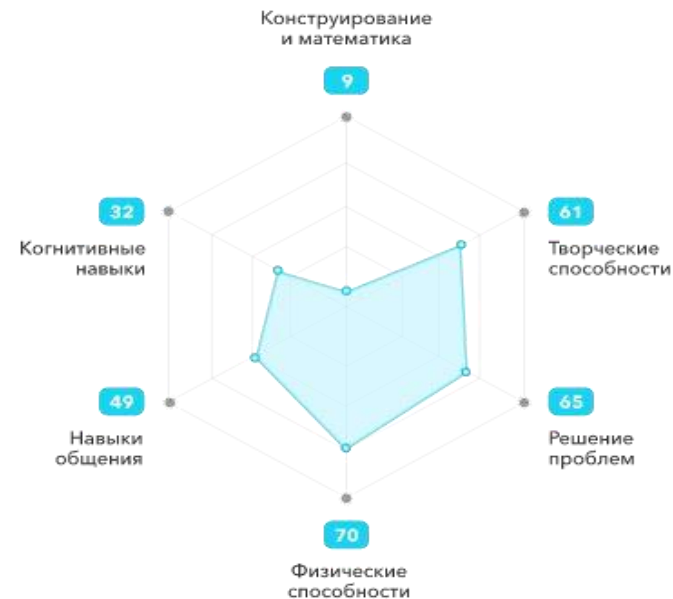 Конструирование
и математика
9
32
Когнитивные
навыки
61
Творческие
способности
49
Навыки
общения
65
Решение
проблем
70
Физические
способности